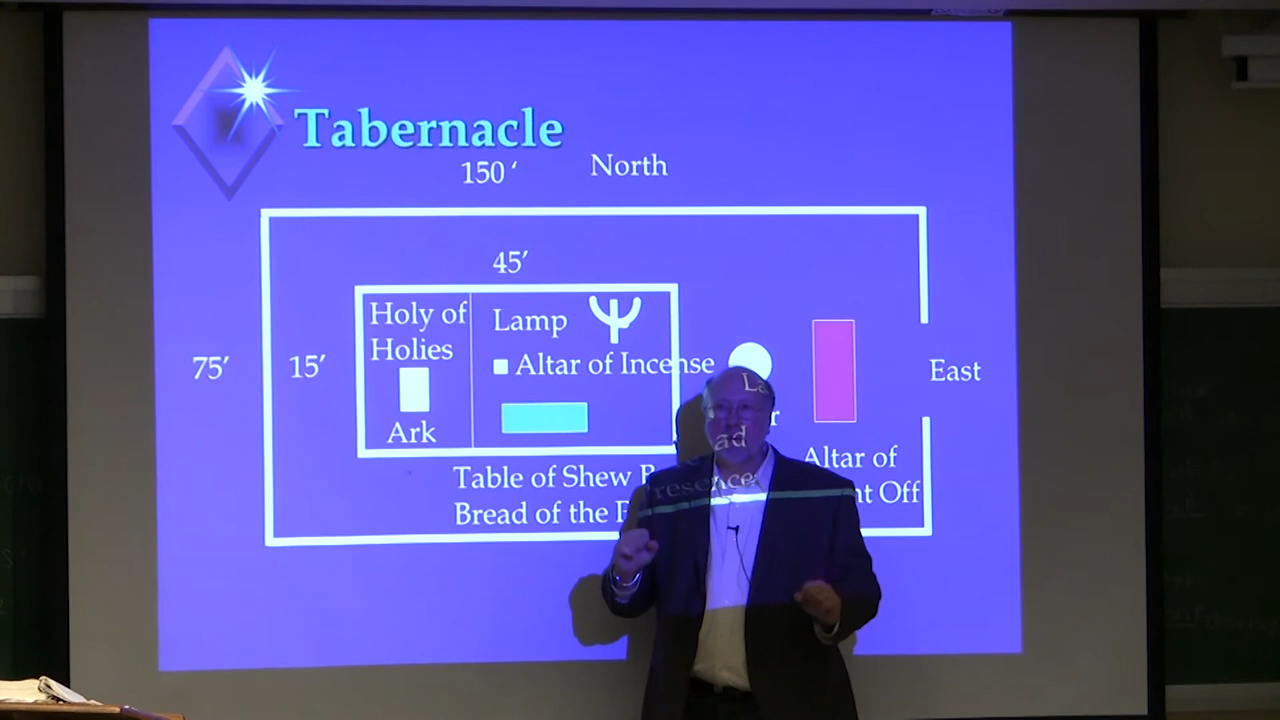 Tabernacle
150 ′
North
45′
Holy of
Holies
Lamp
Altar of Incense
75′
15′
East
Ark
Altar of
Table of Shew
Bread of the
Off